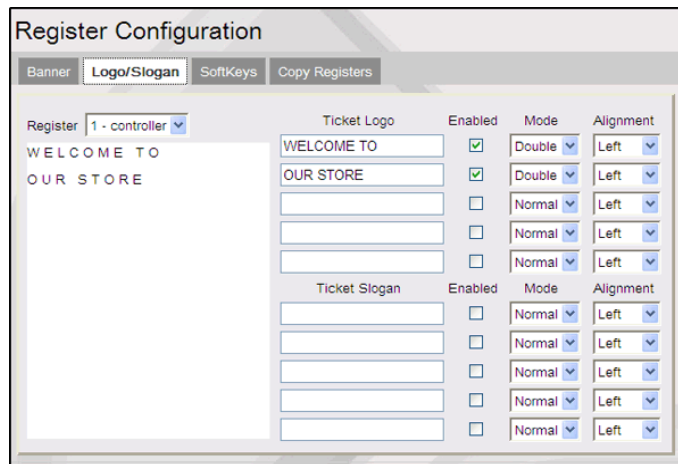 Register Configuration
Banner Logo/Slogan SoftKeys Copy Registers
Register 1 - controller
WELCOME TO
OUR STORE
Ticket Logo Enabled Mode Alignment
WELCOME TO Double Left
OUR STORE Double Left
Normal Left
Normal Left
Normal Left
Ticket Slogan Enabled Mode Alignment
Normal Left
Normal Left
Normal Left
Normal Left
Normal Left